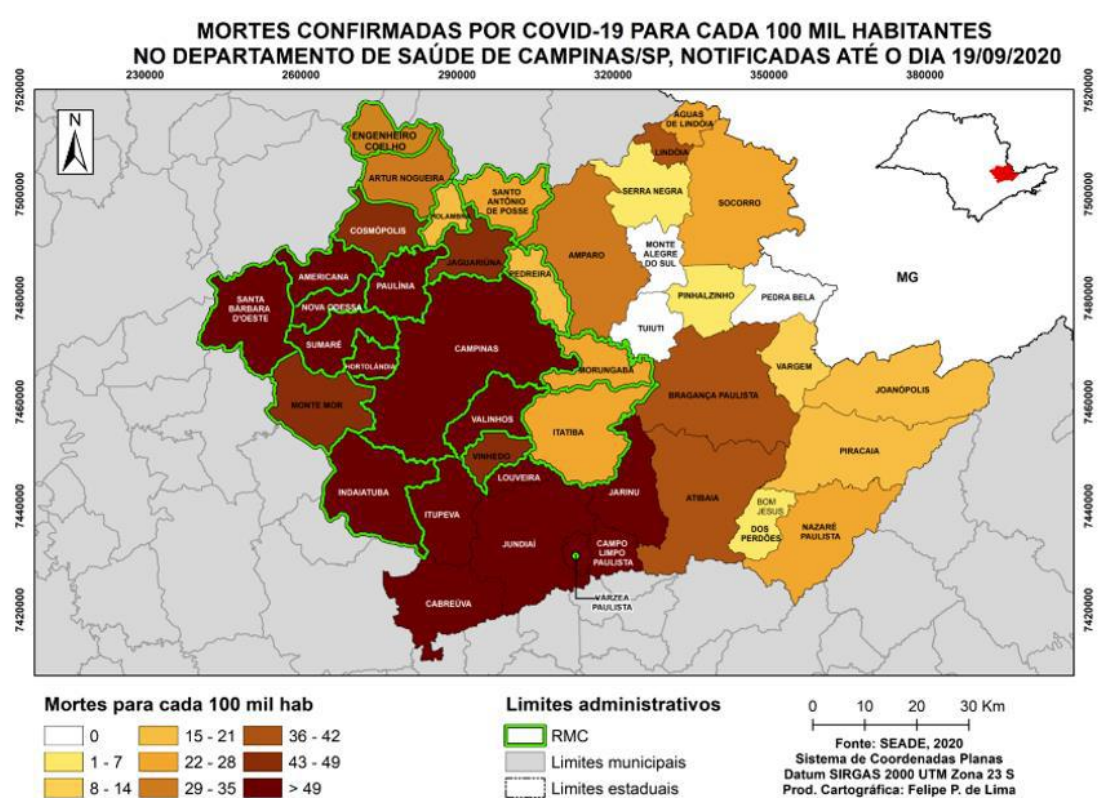 MORTES CONFIRMADAS POR COVID-19 PARA CADA 100 MIL HABITANTES
NO DEPARTAMENTO DE SAÚDE DE CAMPINAS/SP, NOTIFICADAS ATÉ O DIA 19/09/2020
230000
260000
290000
320000
350000
380000
7520000
7500000
7480000
7460000
7440000
7420000
7520000
7500000
7480000
7460000
7440000
7420000
N
ENGENHEIRO
COELHO
ARTUR NOGUEIRA
HOLAMBRA
SANTO
ANTÔNIO
DE POSSE
COSMÓPOLIS
JAGUARIÚNA
PEDREIRA
AMPARO
ÁGUAS
DE LINDÓIA
LINDÓIA
SERRA NEGRA
SOCORRO
MONTE
ALEGRE
DO SUL
PINHALZINHO
PEDRA BELA
MG
TUIUTI
AMERICANA
PAULÍNIA
SANTA
BÁRBARA
D'OESTE
NOVA ODESSA
SUMARÉ
HORTOLÂNDIA
CAMPINAS
MONTE MOR
MORUNGABA
VALINHOS
VINHEDO
ITATIBA
BRAGANÇA PAULISTA
VARGEM
JOANÓPOLIS
PIRACAIA
LOUVEIRA
INDAIATUBA
ITUPEVA
JARINU
JUNDIAÍ
CAMPO
LIMPO
PAULISTA
ATIBAIA
BOM
JESUS
DOS
PERDÕES
NAZARÉ
PAULISTA
CABREÚVA
VÁRZEA
PAULISTA
Mortes para cada 100 mil hab
0
1 - 7
8 - 14
15 - 21
22 - 28
29 - 35
36 - 42
43 - 49
> 49
Limites administrativos
RMC
Limites municipais
Limites estaduais
0 10 20 30 Km
Fonte: SEADE, 2020
Sistema de Coordenadas Planas
Datum SIRGAS 2000 UTM Zona 23 S
Prod. Cartográfica: Felipe P. de Lima